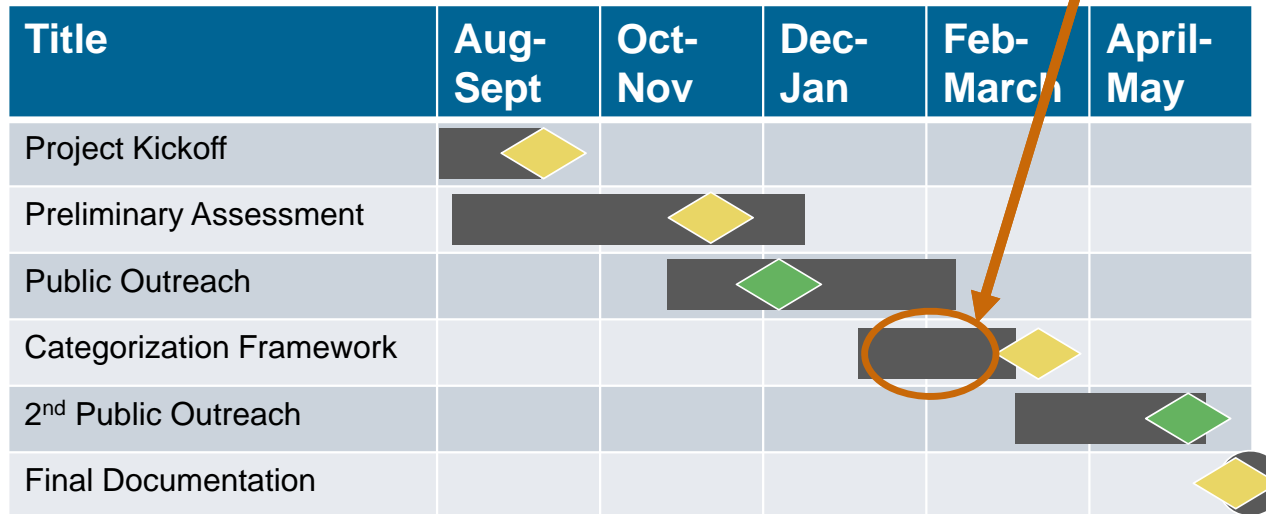 Title
Aug-
Sept
Oct-
Nov
Dec-
Jan
Feb-
March
April-
May
Project Kickoff
Preliminary Assessment
Public Outreach
Categorization Framework
2nd Public Outreach
Final Documentation